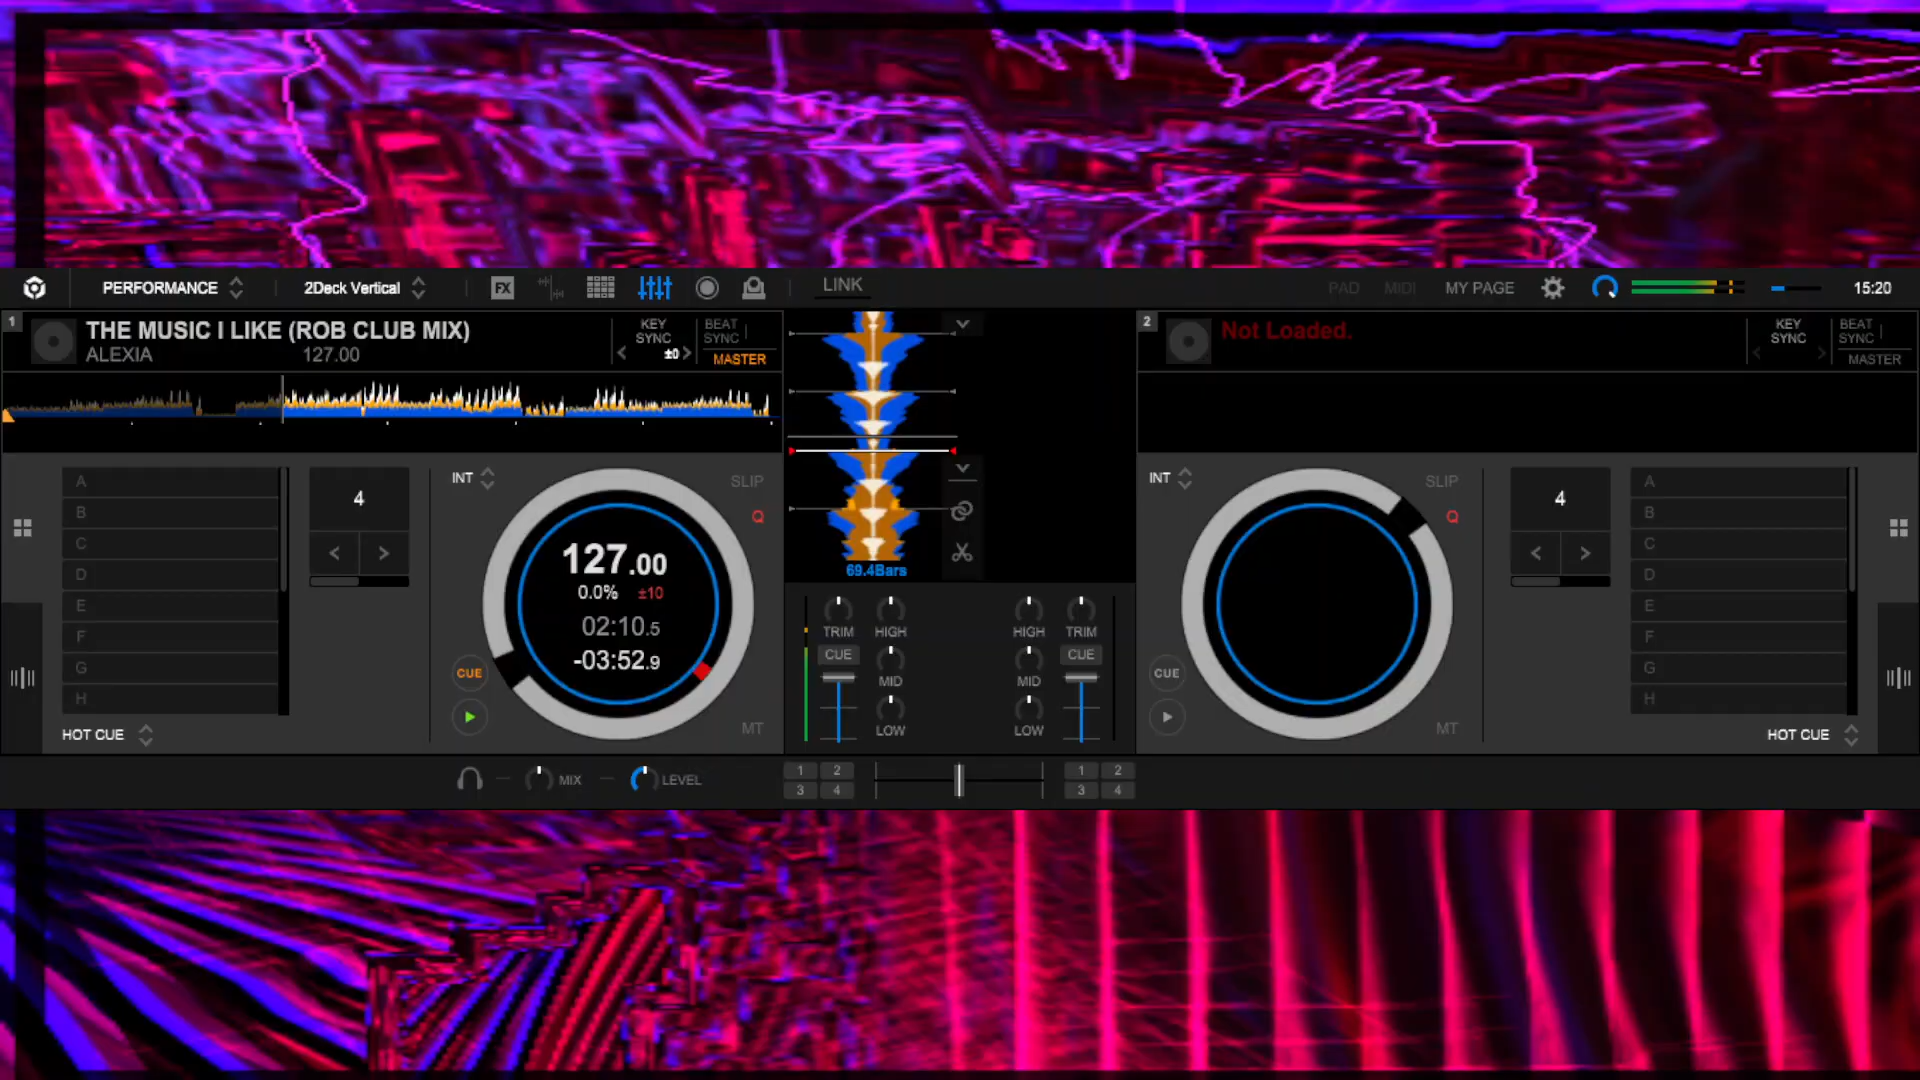 PERFORMANCE 2Deck Vertical FX LINK PAD MIDI MY PAGE 15:20
1 THE MUSIC I LIKE (ROB CLUB MIX)
ALEXIA 127.00
KEY SYNC ±0
BEAT SYNC
MASTER
2 Not Loaded.
KEY SYNC
BEAT SYNC
MASTER
A
B
C
D
E
F
G
H
HOT CUE
4
< >
INT
SLIP
Q
127.00
0.0% ±10
02:10.5
-03:52.9
CUE
MT
69.4Bars
TRIM HIGH HIGH TRIM
CUE CUE
MID MID
LOW LOW
INT
SLIP
Q
CUE
MT
4
< >
A
B
C
D
E
F
G
H
HOT CUE
MIX LEVEL
1 2 1 2
3 4 3 4